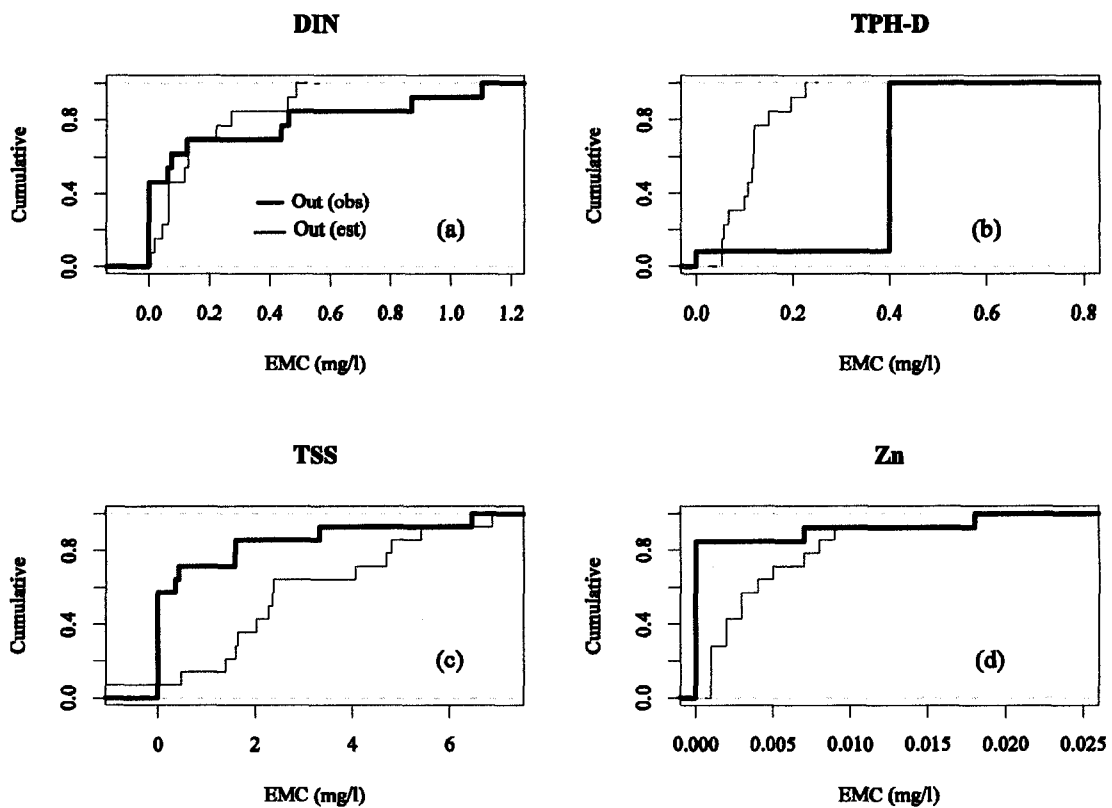 DIN
Cumulative
0.8
0.4
0.0
Out (obs)
Out (est)
(a)
0.0 0.2 0.4 0.6 0.8 1.0 1.2
EMC (mg/l)
TPH-D
Cumulative
0.8
0.4
0.0
(b)
0.0 0.2 0.4 0.6 0.8
EMC (mg/l)
TSS
Cumulative
0.8
0.4
0.0
(c)
0 2 4 6
EMC (mg/l)
Zn
Cumulative
0.8
0.4
0.0
(d)
0.000 0.005 0.010 0.015 0.020 0.025
EMC (mg/l)